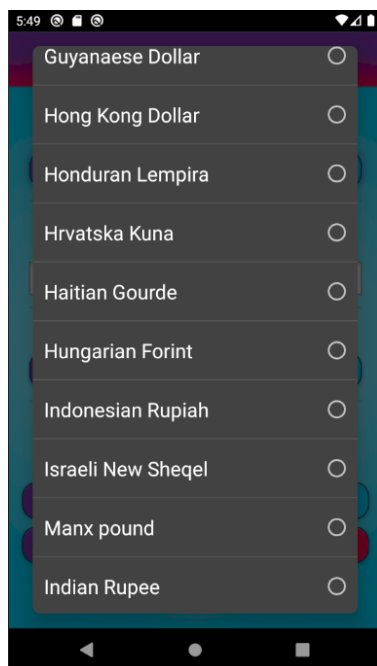 5:49
Guyanaese Dollar
Hong Kong Dollar
Honduran Lempira
Hrvatska Kuna
Haitian Gourde
Hungarian Forint
Indonesian Rupiah
Israeli New Sheqel
Manx pound
Indian Rupee